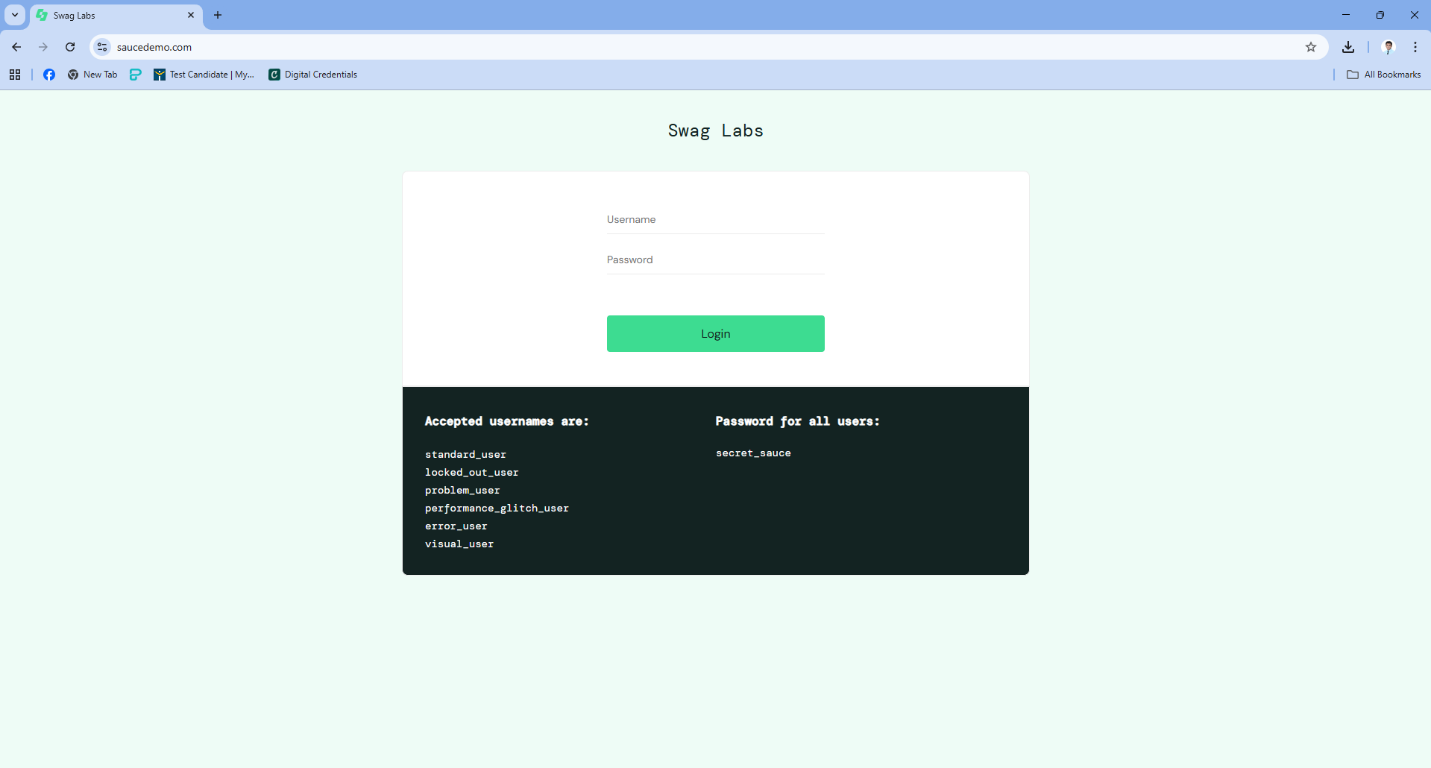 Swag Labs
saucedemo.com
New Tab
Test Candidate | My...
Digital Credentials
All Bookmarks
Swag Labs
Username
Password
Login
Accepted usernames are:
standard_user
locked_out_user
problem_user
performance_glitch_user
error_user
visual_user
Password for all users:
secret_sauce